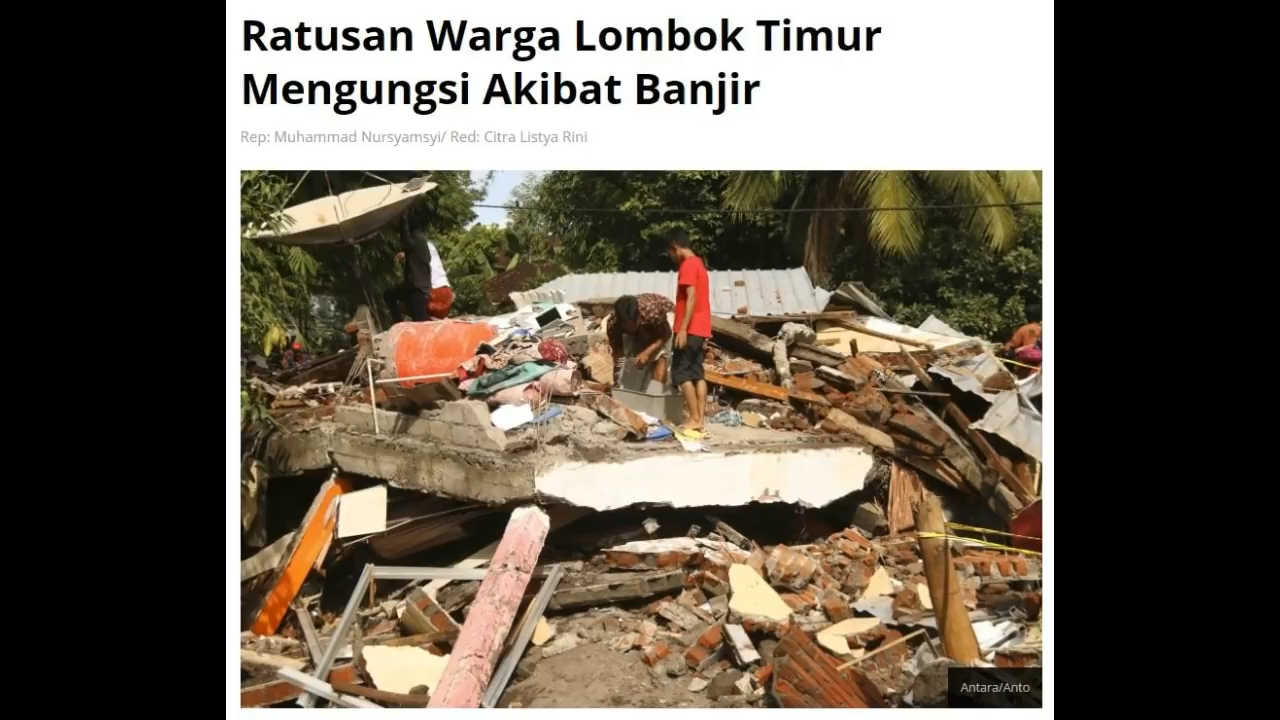 Ratusan Warga Lombok Timur
Mengungsi Akibat Banjir
Rep: Muhammad Nursyamsyi/ Red: Citra Listya Rini
Antara/Anto